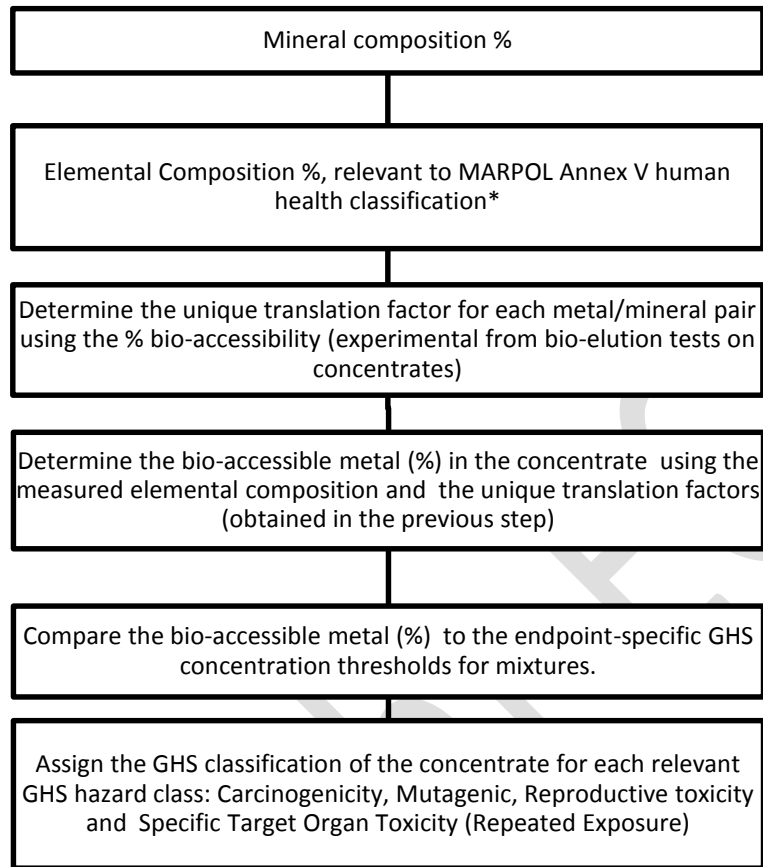 Mineral composition %
Elemental Composition %, relevant to MARPOL Annex V human
health classification*
Determine the unique translation factor for each metal/mineral pair
using the % bio-accessibility (experimental from bio-elution tests on
concentrates)
Determine the bio-accessible metal (%) in the concentrate using the
measured elemental composition and the unique translation factors
(obtained in the previous step)
Compare the bio-accessible metal (%) to the endpoint-specific GHS
concentration thresholds for mixtures.
Assign the GHS classification of the concentrate for each relevant
GHS hazard class: Carcinogenicity, Mutagenic, Reproductive toxicity
and Specific Target Organ Toxicity (Repeated Exposure)